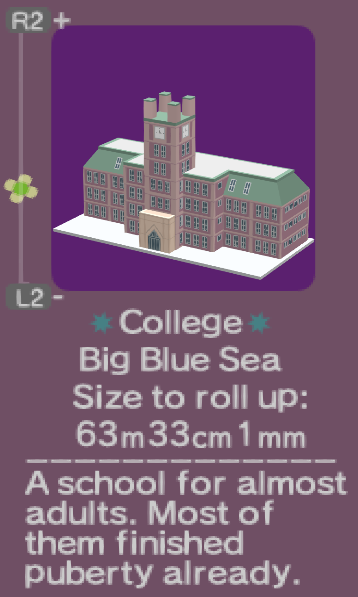 R2 +
L2 -
College
Big Blue Sea
Size to roll up:
63m33cm1mm
A school for almost
adults. Most of
them finished
puberty already.